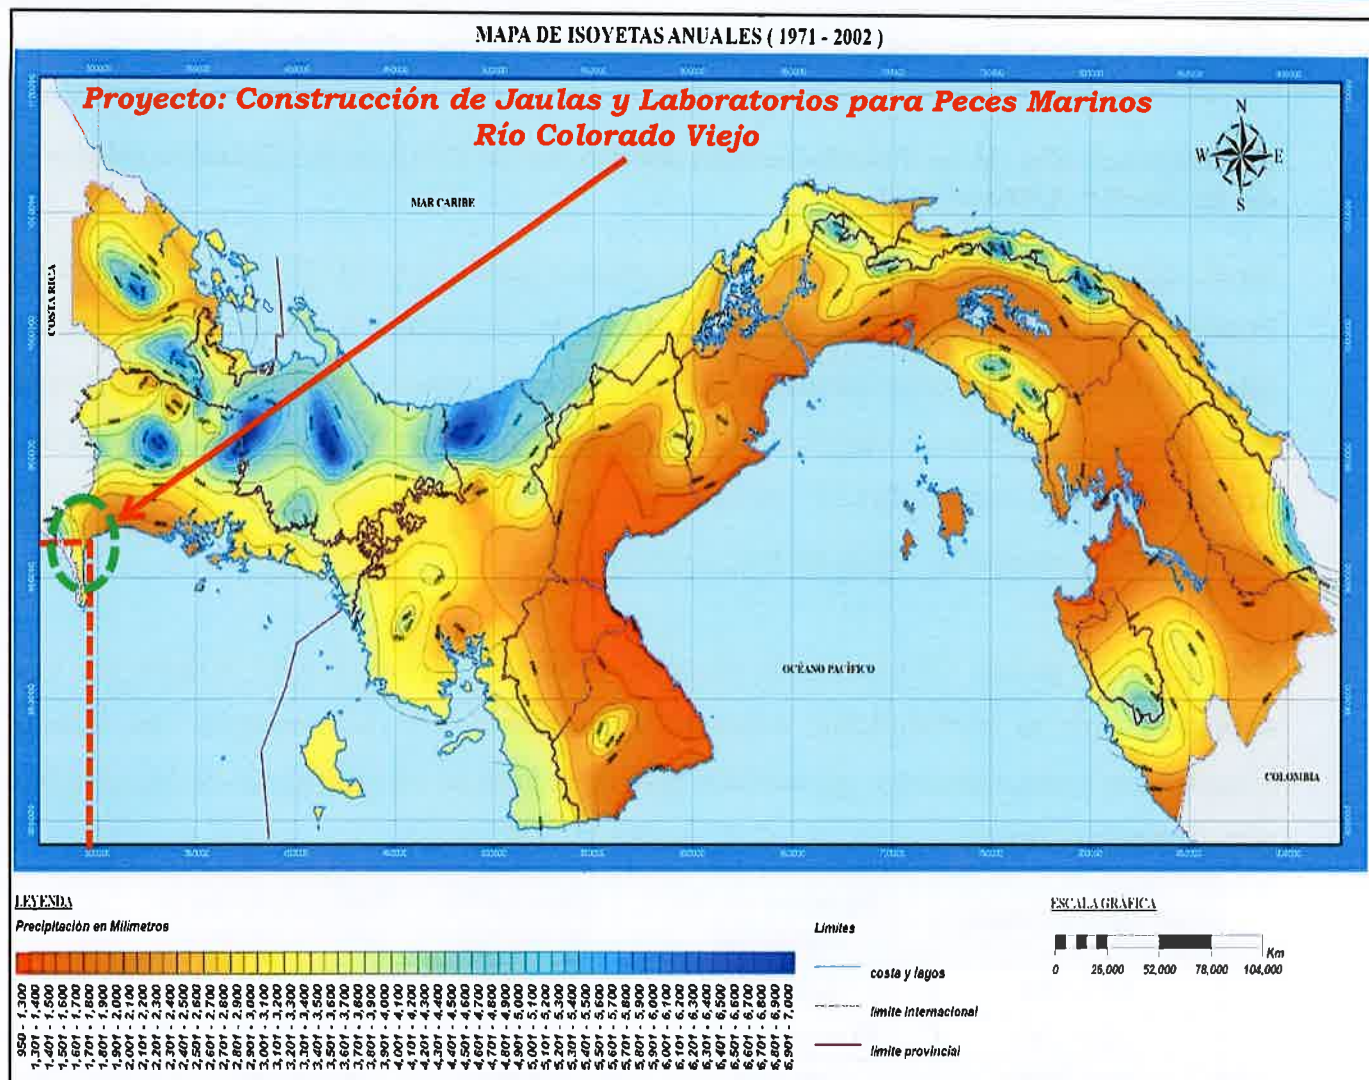 MAPA DE ISOYETAS ANUALES ( 1971 - 2002 )
Proyecto: Construcción de Jaulas y Laboratorios para Peces Marinos
Río Colorado Viejo
N
W
E
S
MAR CARIBE
COSTA RICA
OCÉANO PACÍFICO
COLOMBIA
LEYENDA
Precipitación en Milímetros
950 - 1,300
1,301 - 1,400
1,401 - 1,500
1,501 - 1,600
1,601 - 1,700
1,701 - 1,800
1,801 - 1,900
1,901 - 2,000
2,001 - 2,100
2,101 - 2,200
2,201 - 2,300
2,301 - 2,400
2,401 - 2,500
2,501 - 2,600
2,601 - 2,700
2,701 - 2,800
2,801 - 2,900
2,901 - 3,000
3,001 - 3,100
3,101 - 3,200
3,201 - 3,300
3,301 - 3,400
3,401 - 3,500
3,501 - 3,600
3,601 - 3,700
3,701 - 3,800
3,801 - 3,900
3,901 - 4,000
4,001 - 4,100
4,101 - 4,200
4,201 - 4,300
4,301 - 4,400
4,401 - 4,500
4,501 - 4,600
4,601 - 4,700
4,701 - 4,800
4,801 - 4,900
4,901 - 5,000
5,001 - 5,100
5,101 - 5,200
5,201 - 5,300
5,301 - 5,400
5,401 - 5,500
5,501 - 5,600
5,601 - 5,700
5,701 - 5,800
5,801 - 5,900
5,901 - 6,000
6,001 - 6,100
6,101 - 6,200
6,201 - 6,300
6,301 - 6,400
6,401 - 6,500
6,501 - 6,600
6,601 - 6,700
6,701 - 6,800
6,801 - 6,900
6,901 - 7,000
Límites
costa y lagos
límite internacional
límite provincial
ESCALA GRÁFICA
Km
0 26,000 52,000 78,000 104,000